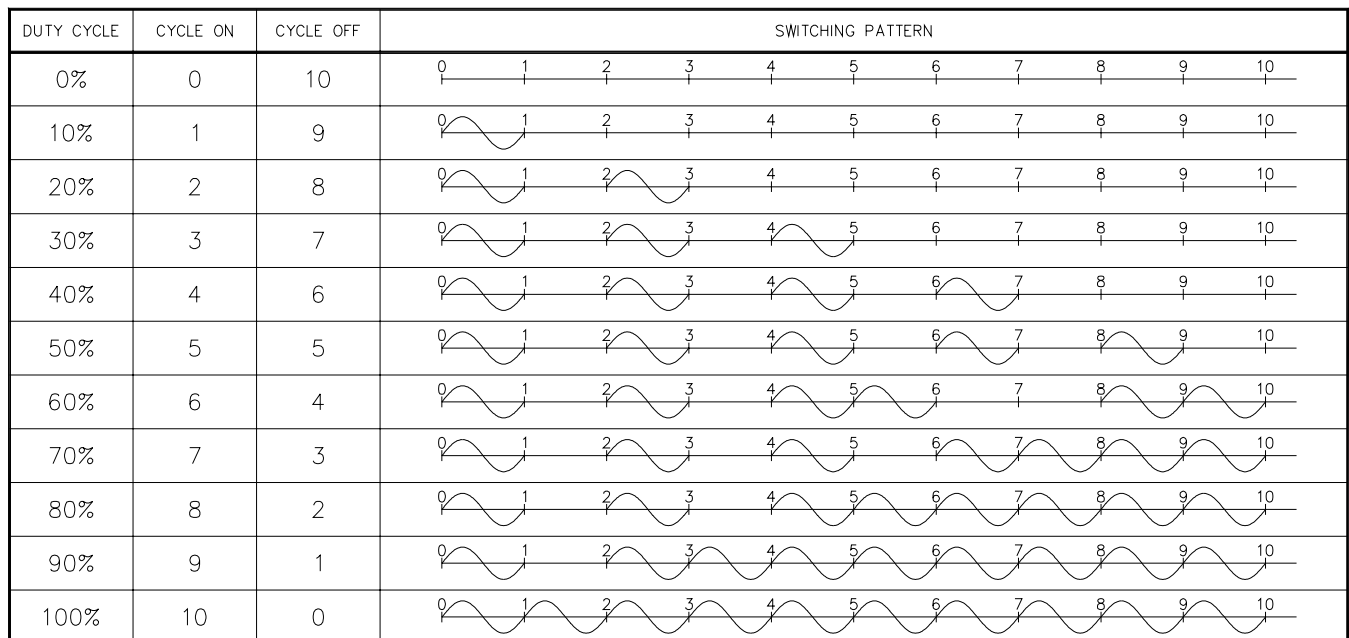 DUTY CYCLE CYCLE ON CYCLE OFF SWITCHING PATTERN
0% 0 10 0 1 2 3 4 5 6 7 8 9 10
10% 1 9 0 1 2 3 4 5 6 7 8 9 10
20% 2 8 0 1 2 3 4 5 6 7 8 9 10
30% 3 7 0 1 2 3 4 5 6 7 8 9 10
40% 4 6 0 1 2 3 4 5 6 7 8 9 10
50% 5 5 0 1 2 3 4 5 6 7 8 9 10
60% 6 4 0 1 2 3 4 5 6 7 8 9 10
70% 7 3 0 1 2 3 4 5 6 7 8 9 10
80% 8 2 0 1 2 3 4 5 6 7 8 9 10
90% 9 1 0 1 2 3 4 5 6 7 8 9 10
100% 10 0 0 1 2 3 4 5 6 7 8 9 10